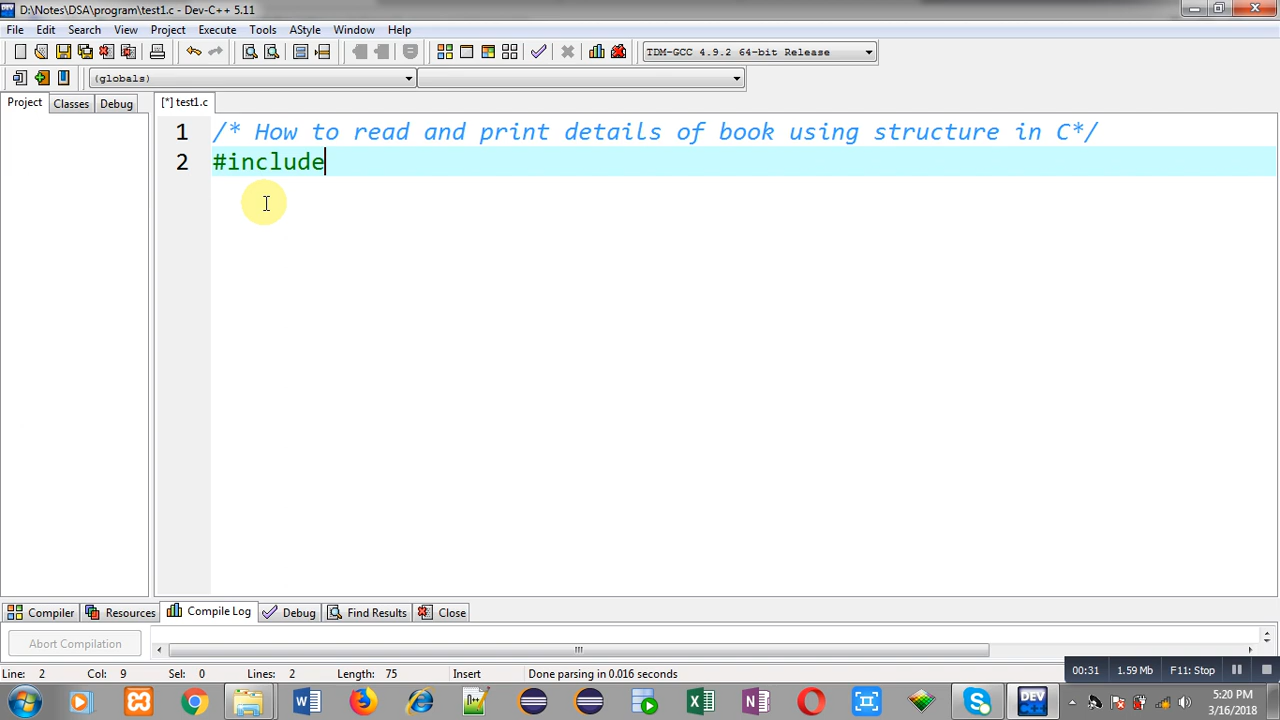 D:\Notes\DSA\program\test1.c - Dev-C++ 5.11
File Edit Search View Project Execute Tools AStyle Window Help
TDM-GCC 4.9.2 64-bit Release
(globals)
Project Classes Debug [*] test1.c
1 /* How to read and print details of book using structure in C*/
2 #include
Compiler Resources Compile Log Debug Find Results Close
Abort Compilation
Line: 2 Col: 9 Sel: 0 Lines: 2 Length: 75 Insert Done parsing in 0.016 seconds
00:31 1.59 Mb F11: Stop
W N++ X N S DEV C++
5:20 PM
3/16/2018